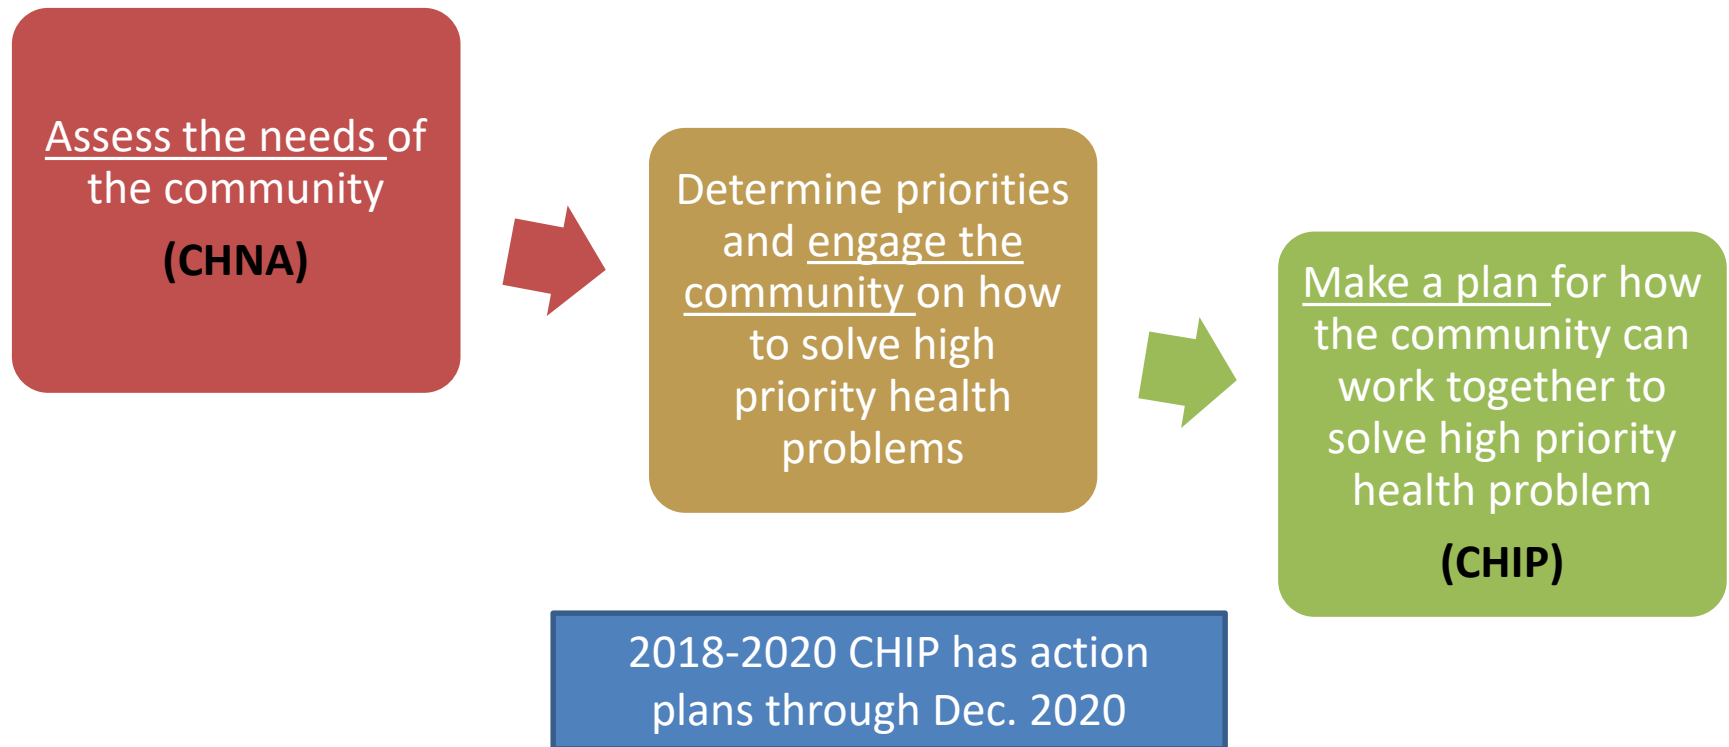 Assess the needs of
the community
(CHNA)
Determine priorities
and engage the
community on how
to solve high
priority health
problems
Make a plan for how
the community can
work together to
solve high priority
health problem
(CHIP)
2018-2020 CHIP has action
plans through Dec. 2020